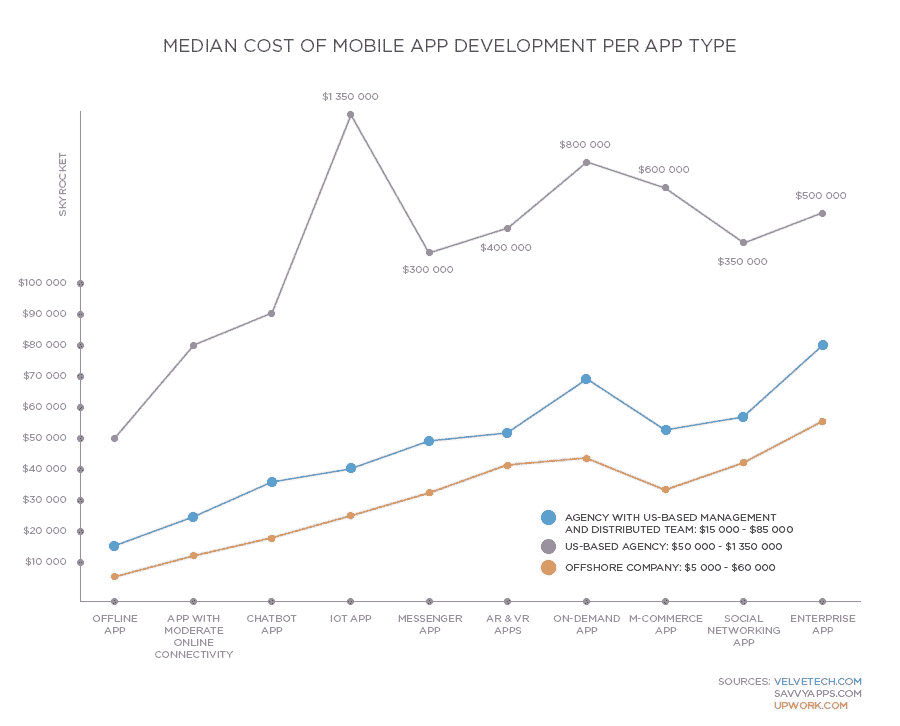 MEDIAN COST OF MOBILE APP DEVELOPMENT PER APP TYPE
SKYROCKET
$1 350 000
$800 000
$600 000
$500 000
$400 000
$350 000
$300 000
$100 000
$90 000
$80 000
$70 000
$60 000
$50 000
$40 000
$30 000
$20 000
$10 000
AGENCY WITH US-BASED MANAGEMENT
AND DISTRIBUTED TEAM: $15 000 - $85 000
US-BASED AGENCY: $50 000 - $1 350 000
OFFSHORE COMPANY: $5 000 - $60 000
OFFLINE
APP
APP WITH
MODERATE
ONLINE
CONNECTIVITY
CHATBOT
APP
IOT APP
MESSENGER
APP
AR & VR
APPS
ON-DEMAND
APP
M-COMMERCE
APP
SOCIAL
NETWORKING
APP
ENTERPRISE
APP
SOURCES: VELVETECH.COM
SAVVYAPPS.COM
UPWORK.COM